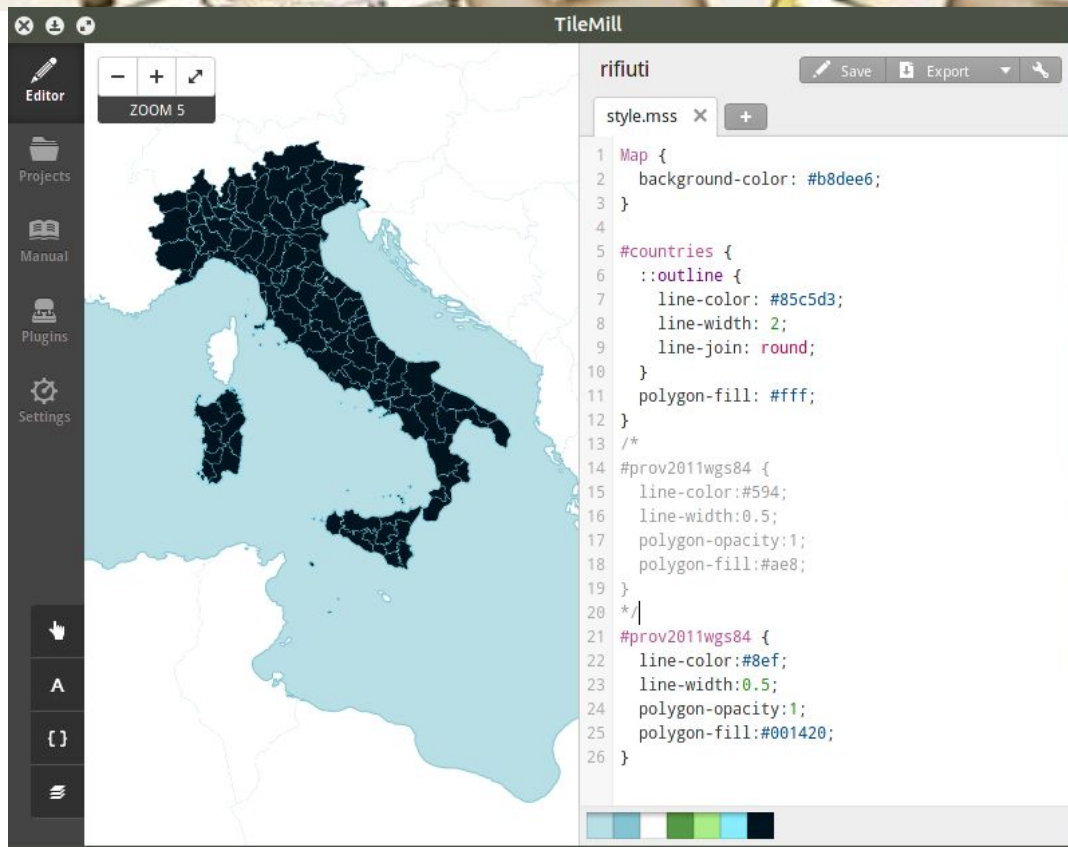 TileMill
Editor
Projects
Manual
Plugins
Settings
A
{}
− + 
ZOOM 5
rifiuti
Save
Export
style.mss ×
+
1 Map {
2 background-color: #b8dee6;
3 }
4
5 #countries {
6 ::outline {
7 line-color: #85c5d3;
8 line-width: 2;
9 line-join: round;
10 }
11 polygon-fill: #fff;
12 }
13 /*
14 #prov2011wgs84 {
15 line-color:#594;
16 line-width:0.5;
17 polygon-opacity:1;
18 polygon-fill:#ae8;
19 }
20 */
21 #prov2011wgs84 {
22 line-color:#8ef;
23 line-width:0.5;
24 polygon-opacity:1;
25 polygon-fill:#001420;
26 }